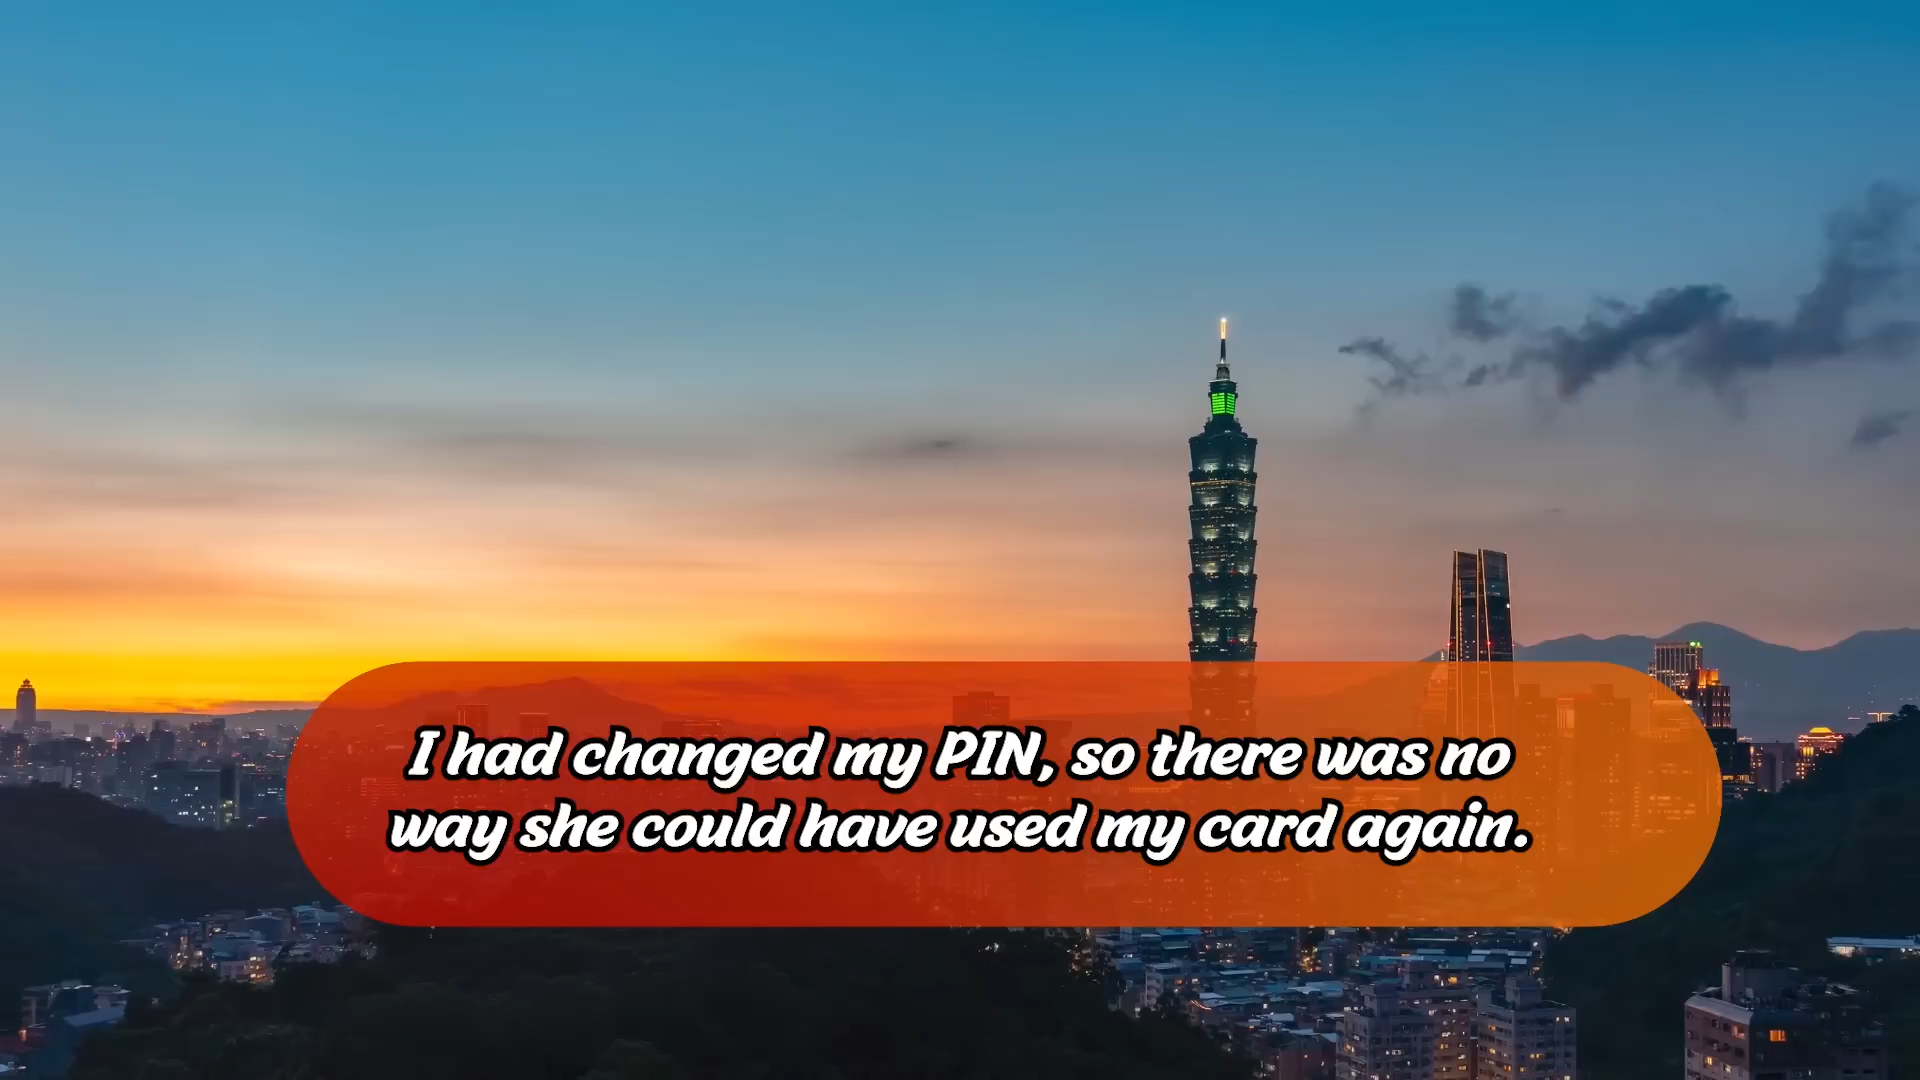 I had changed my PIN, so there was no
way she could have used my card again.